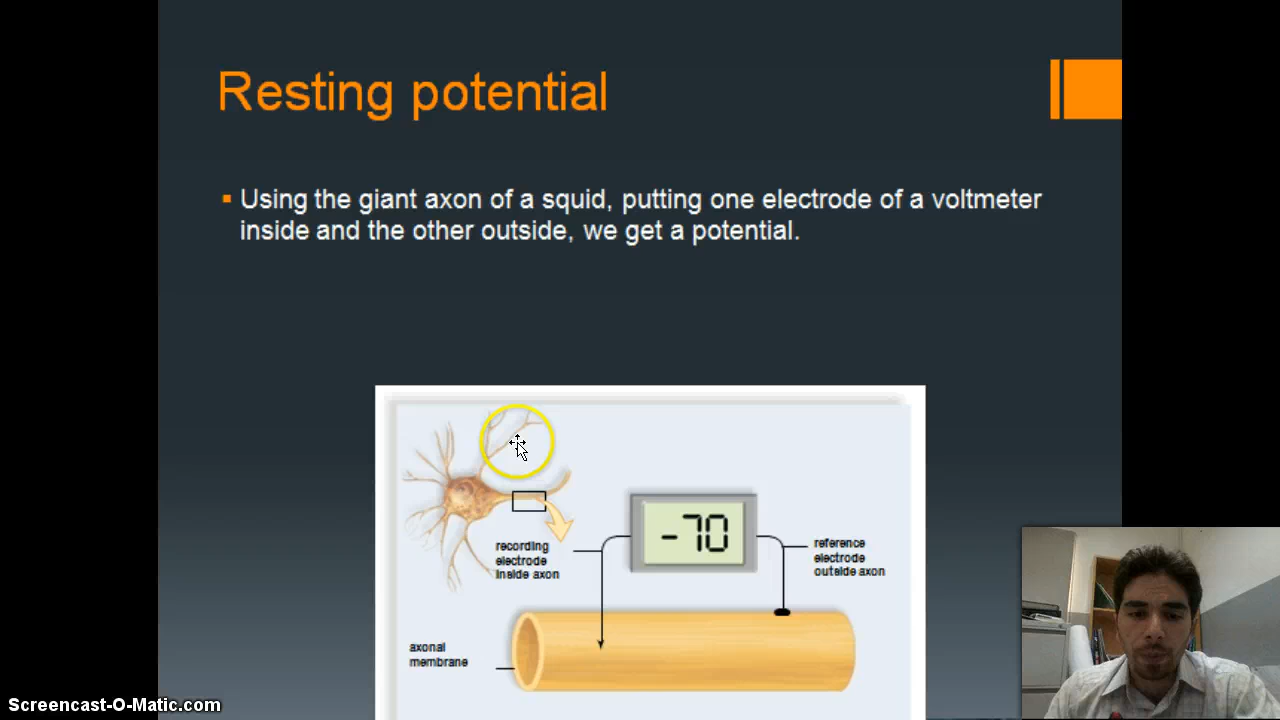 Resting potential
Using the giant axon of a squid, putting one electrode of a voltmeter
inside and the other outside, we get a potential.
-70
recording
electrode
inside axon
reference
electrode
outside axon
axonal
membrane
Screencast-O-Matic.com